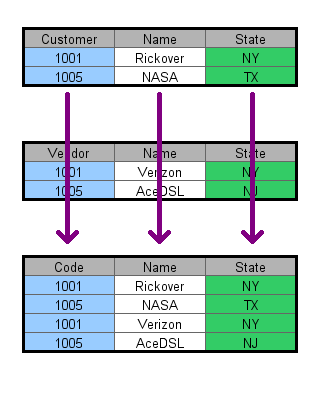 Customer Name State
1001 Rickover NY
1005 NASA TX
Vendor Name State
1001 Verizon NY
1005 AceDSL NJ
Code Name State
1001 Rickover NY
1005 NASA TX
1001 Verizon NY
1005 AceDSL NJ